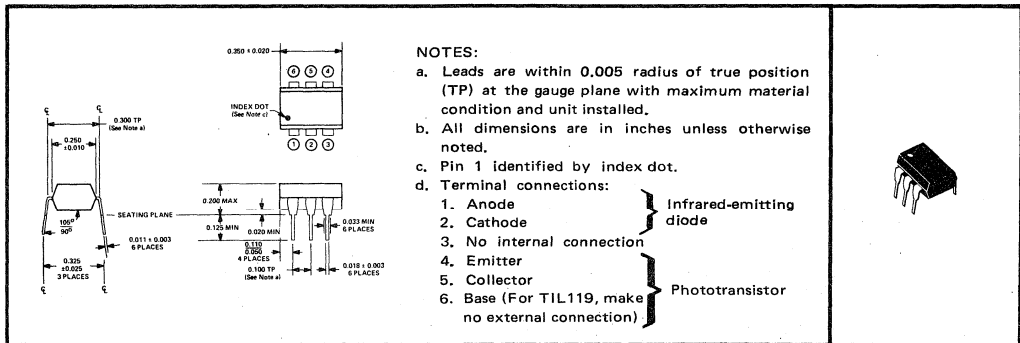 0.350 ± 0.020
6 5 4
INDEX DOT
(See Note c)
1 2 3
℄ ℄
0.300 TP
(See Note a)
0.250
±0.010
SEATING PLANE
105°
90°
0.011 ± 0.003
6 PLACES
0.325
±0.025
3 PLACES
℄ ℄
0.200 MAX
0.125 MIN
0.020 MIN
0.033 MIN
6 PLACES
0.110
0.050
4 PLACES
0.100 TP
(See Note a)
0.018 ± 0.003
6 PLACES
NOTES:
a. Leads are within 0.005 radius of true position
(TP) at the gauge plane with maximum material
condition and unit installed.
b. All dimensions are in inches unless otherwise
noted.
c. Pin 1 identified by index dot.
d. Terminal connections:
1. Anode
2. Cathode
Infrared-emitting
diode
3. No internal connection
4. Emitter
5. Collector
6. Base (For TIL119, make
no external connection)
Phototransistor